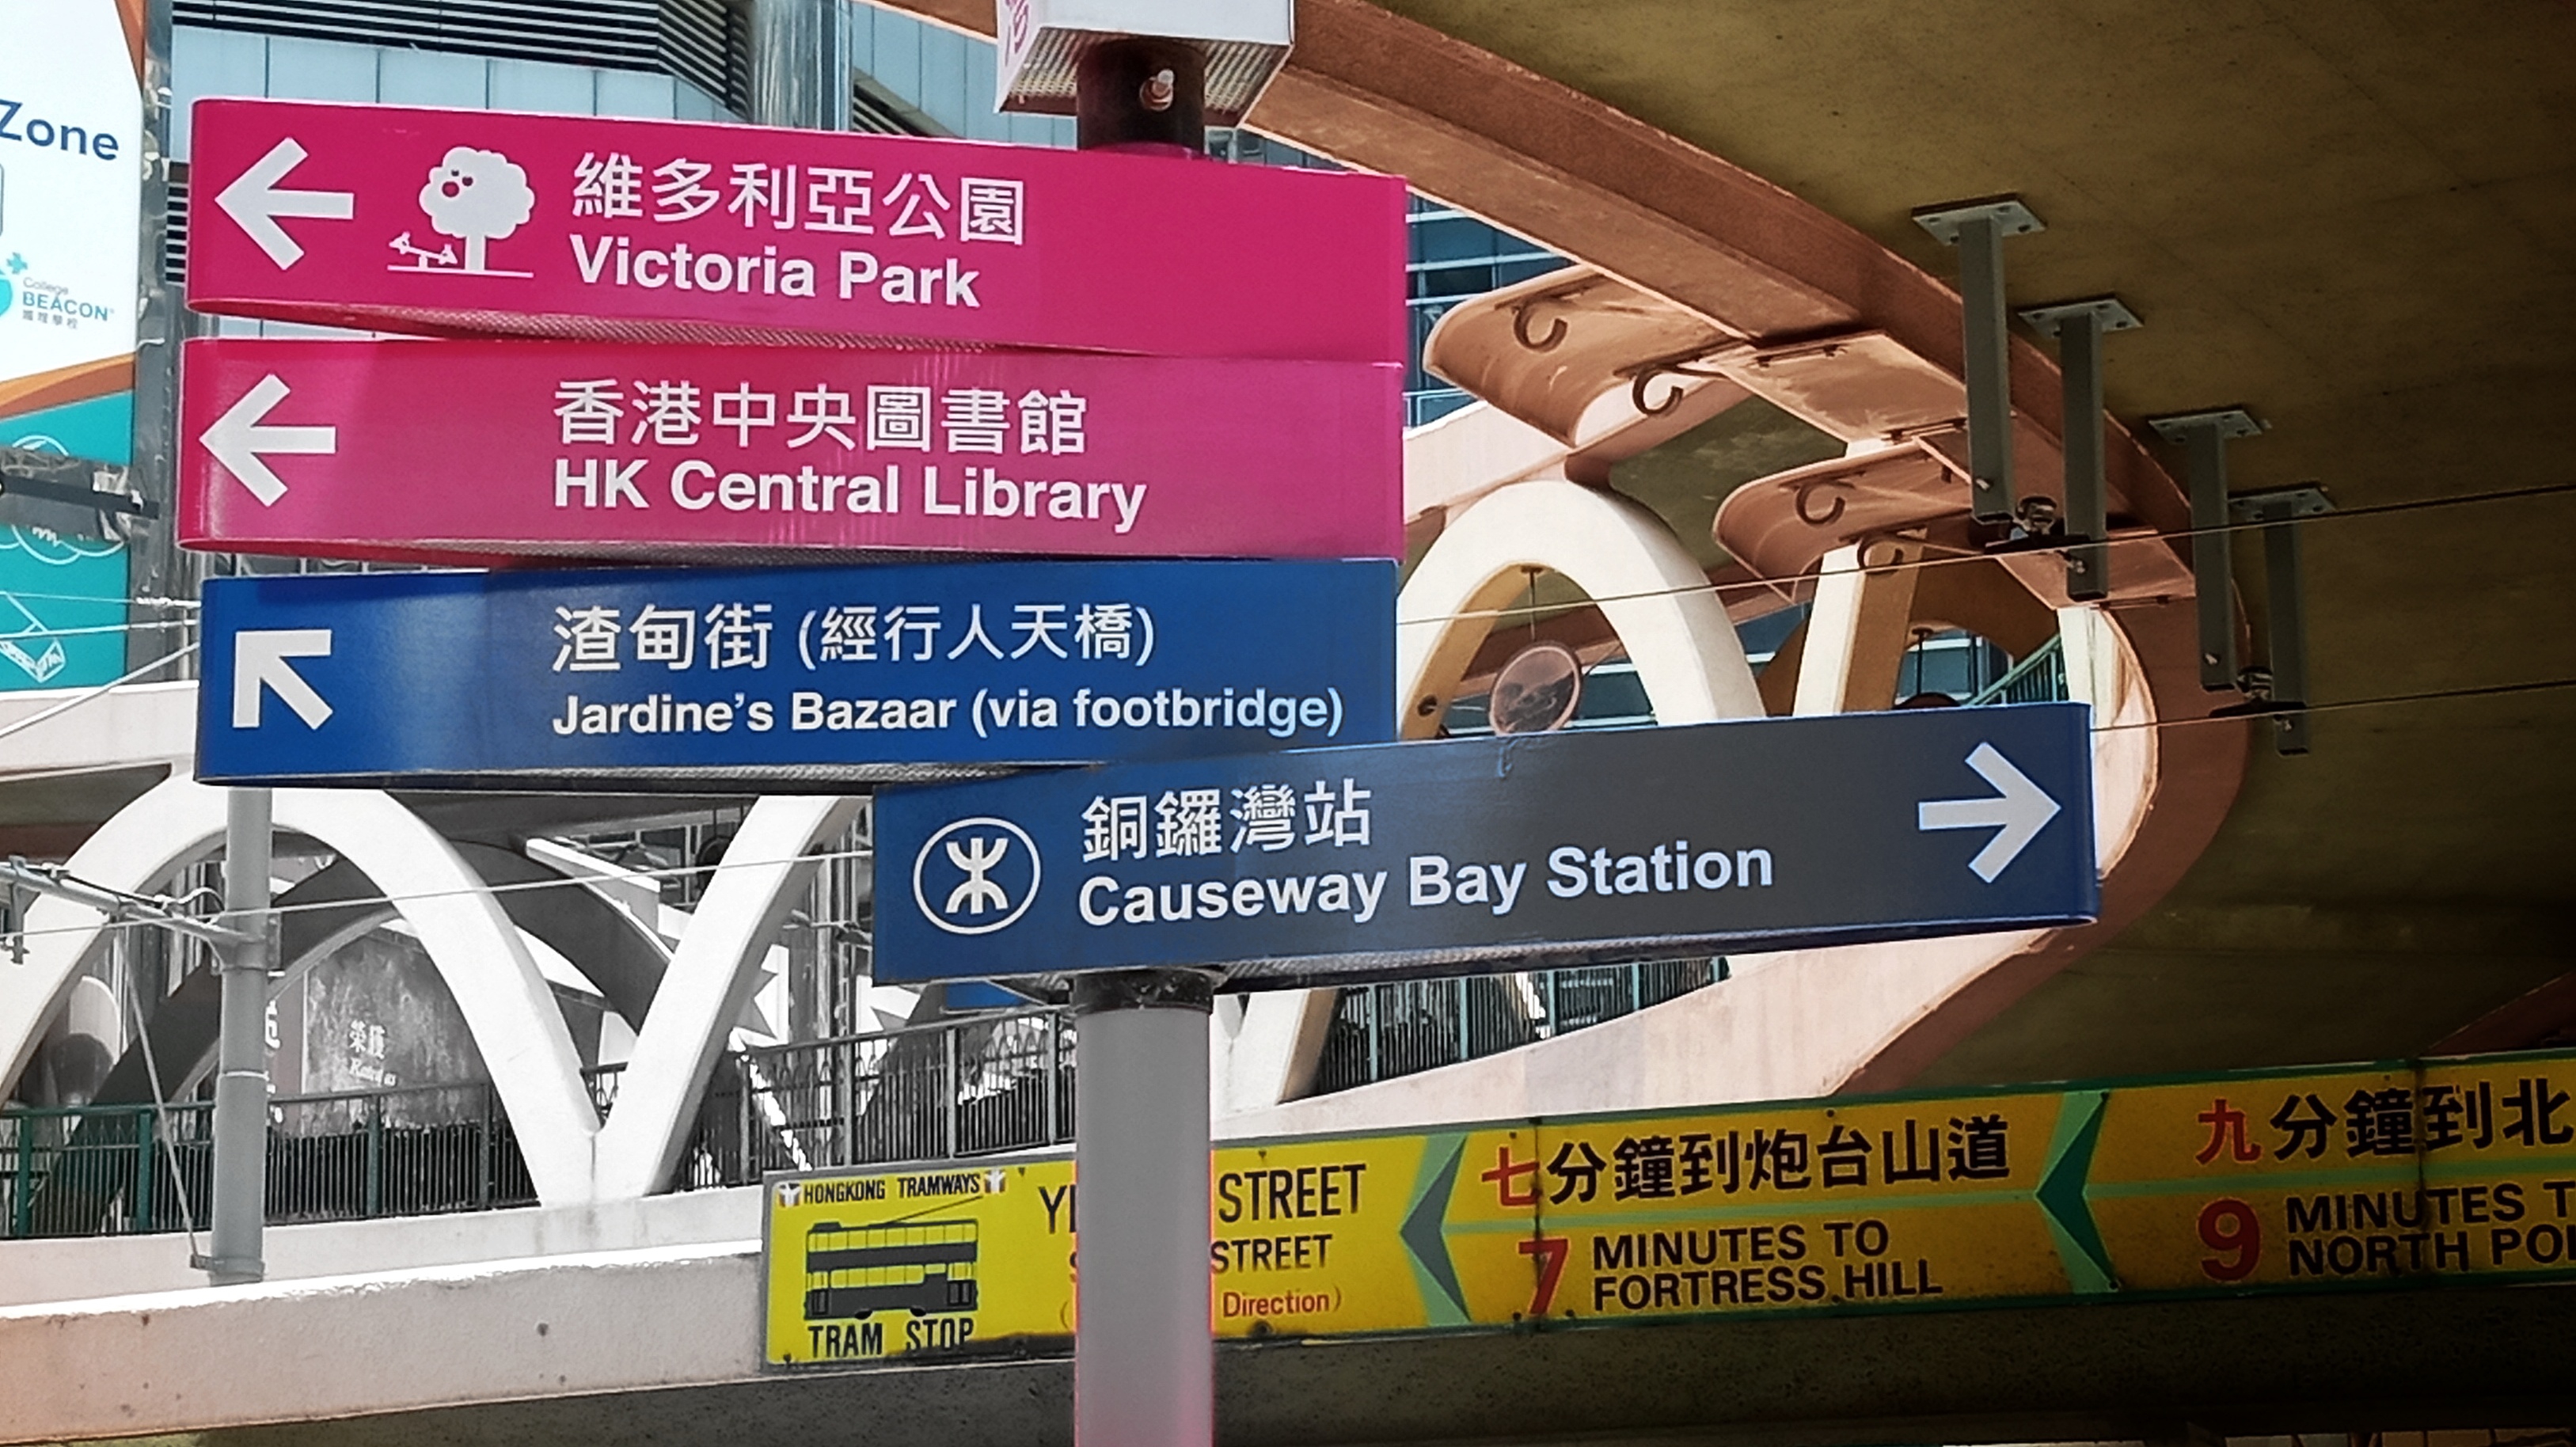 Zone
College
BEACON
維多利亞公園
Victoria Park
香港中央圖書館
HK Central Library
渣甸街 (經行人天橋)
Jardine's Bazaar (via footbridge)
銅鑼灣站
Causeway Bay Station
HONGKONG TRAMWAYS
TRAM STOP
STREET
STREET
Direction)
七分鐘到炮台山道
7 MINUTES TO
FORTRESS HILL
九分鐘到北
9 MINUTES T
NORTH PO